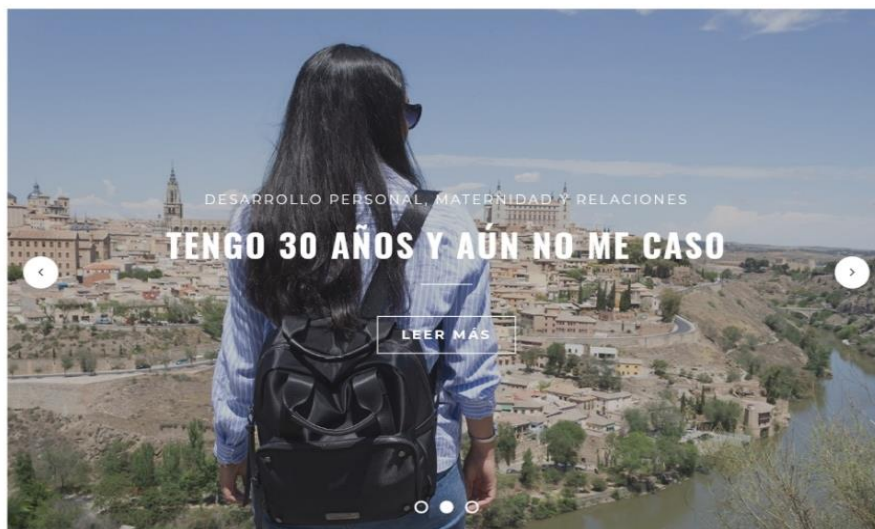 DESARROLLO PERSONAL, MATERNIDAD Y RELACIONES
TENGO 30 AÑOS Y AÚN NO ME CASO
LEER MÁS